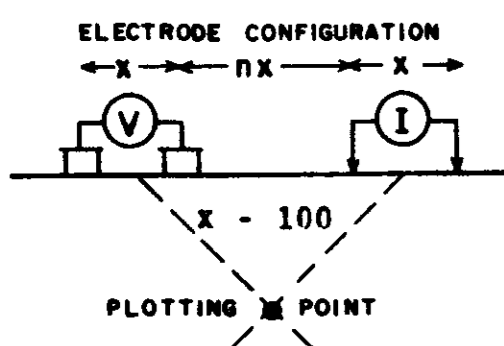 ELECTRODE CONFIGURATION
x nx x
V I
x - 100
PLOTTING POINT